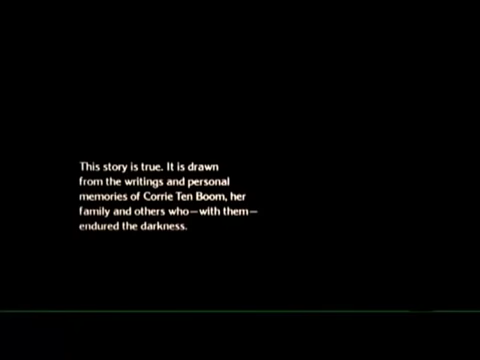 This story is true. It is drawn
from the writings and personal
memories of Corrie Ten Boom, her
family and others who—with them—
endured the darkness.